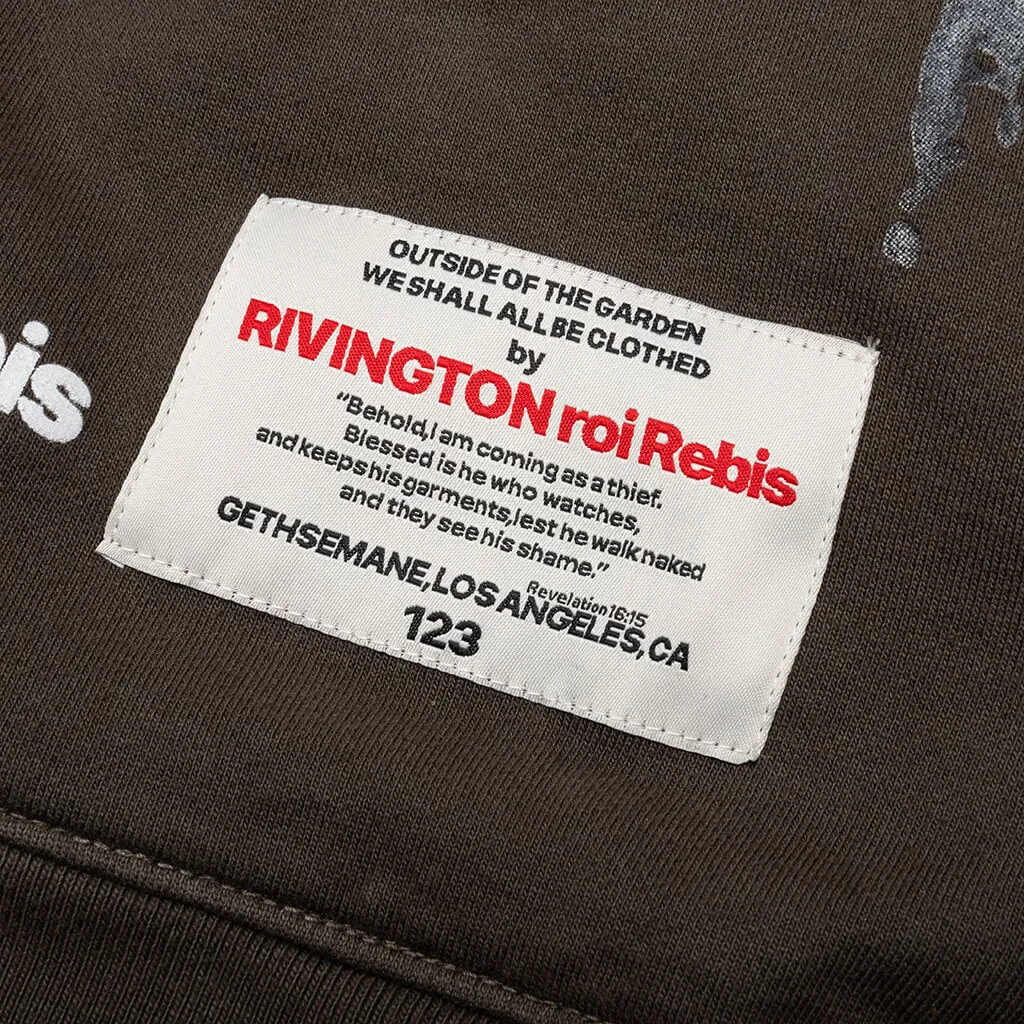 OUTSIDE OF THE GARDEN
WE SHALL ALL BE CLOTHED
by
RIVINGTON roi Rebis
"Behold, I am coming as a thief.
Blessed is he who watches,
and keeps his garments, lest he walk naked
and they see his shame."
Revelation 16:15
GETHSEMANE, LOS ANGELES, CA
123
bis